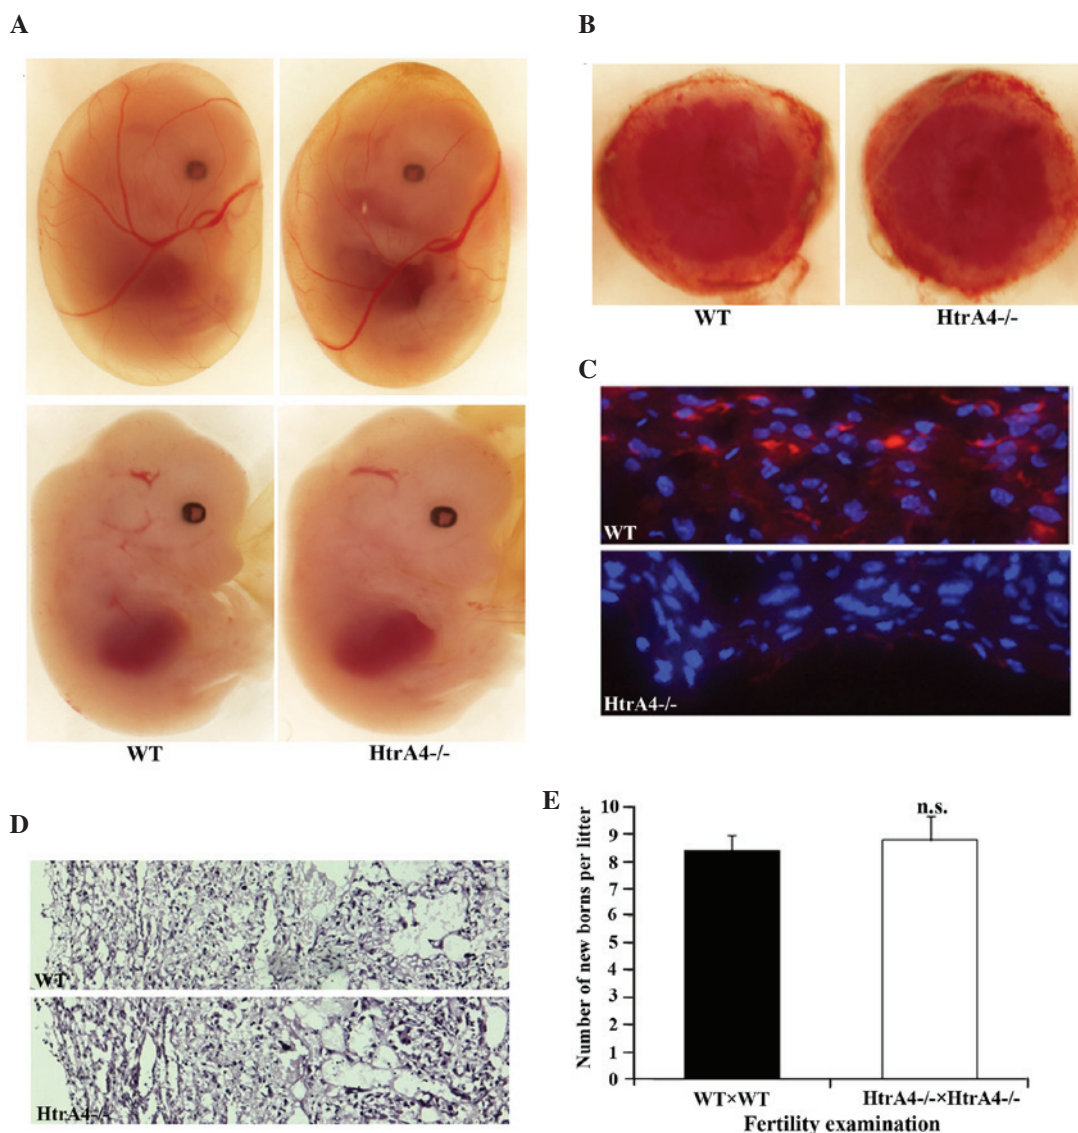 A
B
WT
HtrA4-/-
C
WT
HtrA4-/-
WT
HtrA4-/-
D
WT
HtrA4-/-
E
Number of new borns per litter
10
9
8
7
6
5
4
3
2
1
0
n.s.
WT×WT
HtrA4-/-×HtrA4-/-
Fertility examination